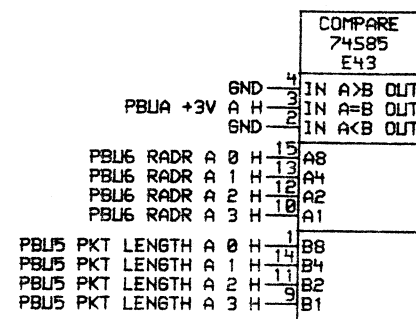 COMPARE
74S85
E43
GND 4 IN A>B OUT
PBUA +3V A H 3 IN A=B OUT
GND 2 IN A<B OUT
PBU6 RADR A 0 H 15 A8
PBU6 RADR A 1 H 13 A4
PBU6 RADR A 2 H 12 A2
PBU6 RADR A 3 H 10 A1
PBU5 PKT LENGTH A 0 H 1 B8
PBU5 PKT LENGTH A 1 H 14 B4
PBU5 PKT LENGTH A 2 H 11 B2
PBU5 PKT LENGTH A 3 H 9 B1